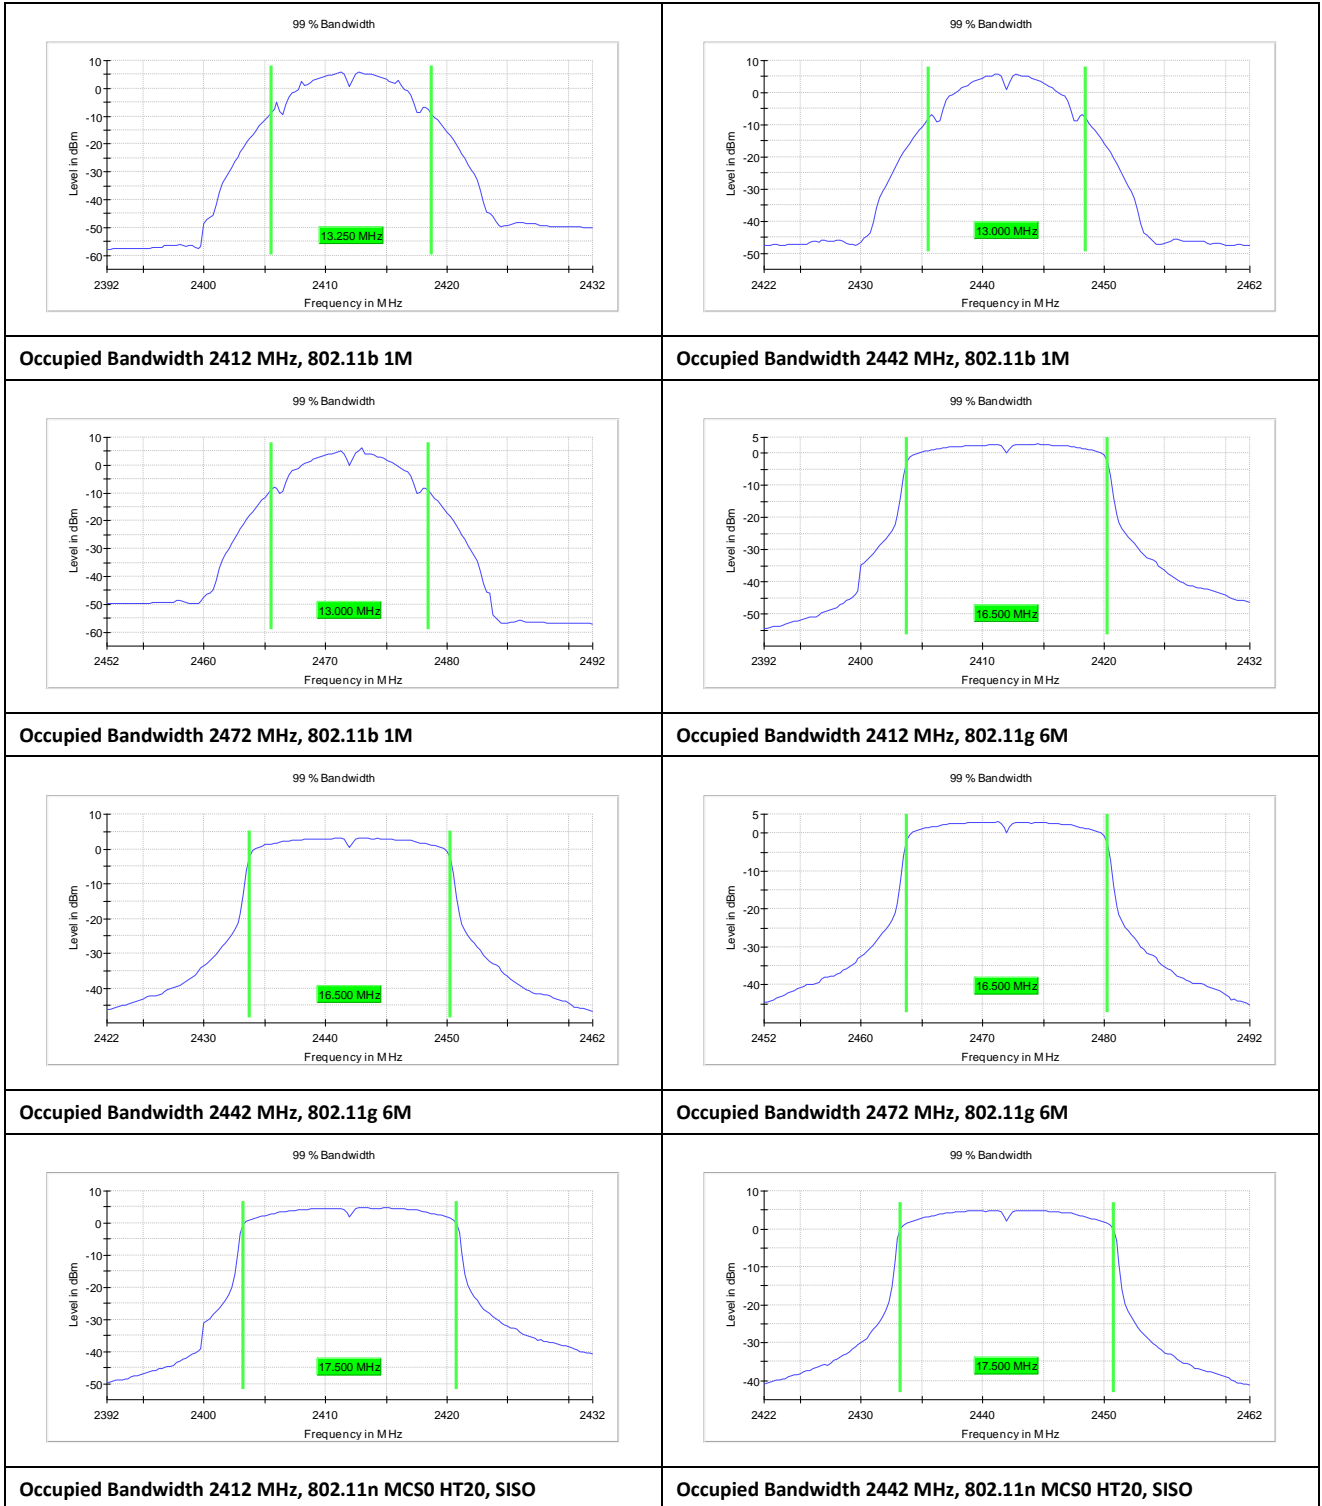 99 % Bandwidth
10
0
-10
-20
-30
-40
-50
-60
Level in dBm
13.250 MHz
2392
2400
2410
2420
2432
Frequency in MHz
Occupied Bandwidth 2412 MHz, 802.11b 1M
99 % Bandwidth
10
0
-10
-20
-30
-40
-50
Level in dBm
13.000 MHz
2422
2430
2440
2450
2462
Frequency in MHz
Occupied Bandwidth 2442 MHz, 802.11b 1M
99 % Bandwidth
10
0
-10
-20
-30
-40
-50
-60
Level in dBm
13.000 MHz
2452
2460
2470
2480
2492
Frequency in MHz
Occupied Bandwidth 2472 MHz, 802.11b 1M
99 % Bandwidth
5
0
-10
-20
-30
-40
-50
Level in dBm
16.500 MHz
2392
2400
2410
2420
2432
Frequency in MHz
Occupied Bandwidth 2412 MHz, 802.11g 6M
99 % Bandwidth
10
0
-10
-20
-30
-40
Level in dBm
16.500 MHz
2422
2430
2440
2450
2462
Frequency in MHz
Occupied Bandwidth 2442 MHz, 802.11g 6M
99 % Bandwidth
5
0
-10
-20
-30
-40
Level in dBm
16.500 MHz
2452
2460
2470
2480
2492
Frequency in MHz
Occupied Bandwidth 2472 MHz, 802.11g 6M
99 % Bandwidth
10
0
-10
-20
-30
-40
-50
Level in dBm
17.500 MHz
2392
2400
2410
2420
2432
Frequency in MHz
Occupied Bandwidth 2412 MHz, 802.11n MCS0 HT20, SISO
99 % Bandwidth
10
0
-10
-20
-30
-40
Level in dBm
17.500 MHz
2422
2430
2440
2450
2462
Frequency in MHz
Occupied Bandwidth 2442 MHz, 802.11n MCS0 HT20, SISO